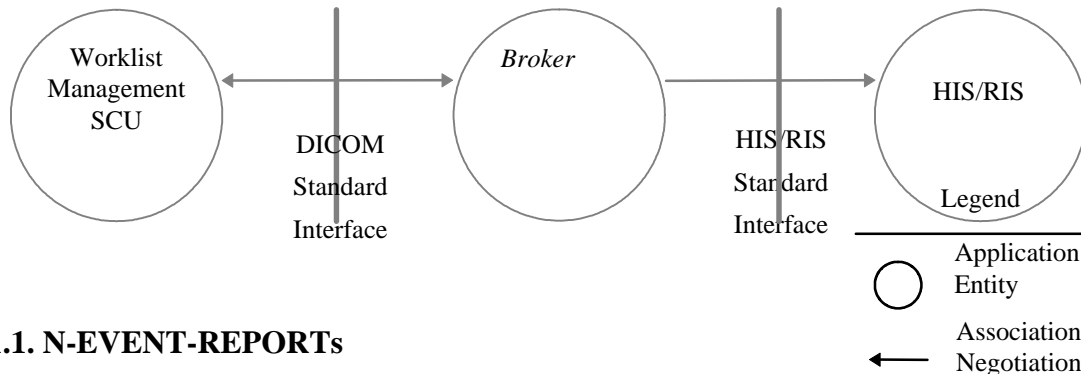 Worklist
Management
SCU
Broker
HIS/RIS
DICOM
Standard
Interface
HIS/RIS
Standard
Interface
Legend
Application
Entity
Association
Negotiation
.1. N-EVENT-REPORTs